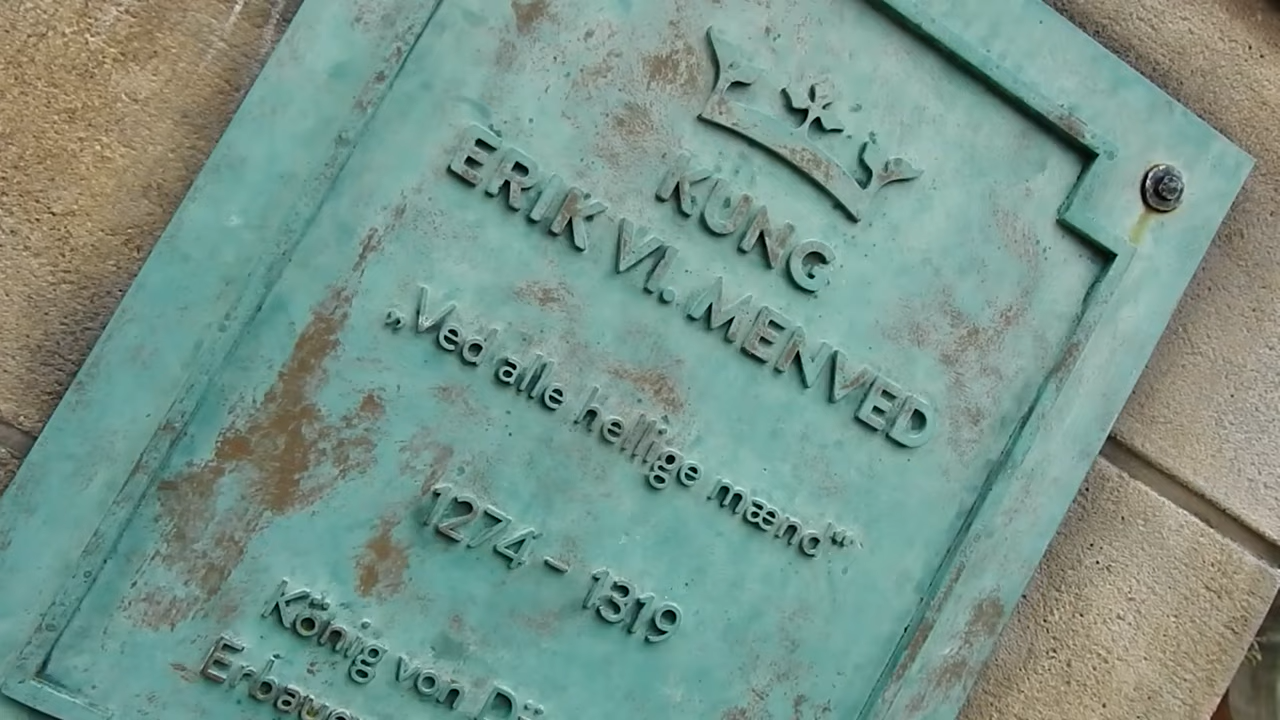 KUNG
ERIK VI. MENVED
„Ved alle hellige mænd“
1274 – 1319
König von